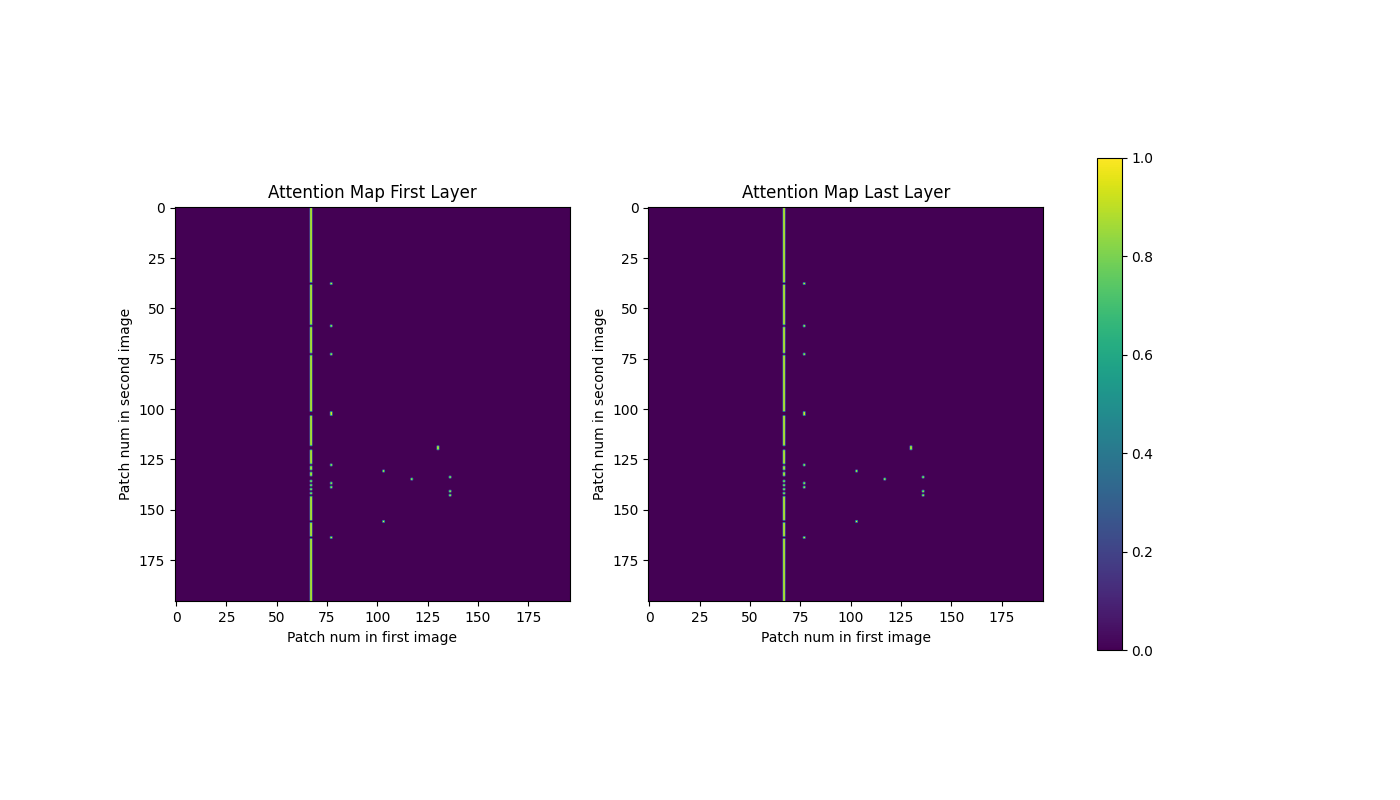 Attention Map First Layer
0
25
50
75
100
125
150
175
Patch num in second image
0 25 50 75 100 125 150 175
Patch num in first image
Attention Map Last Layer
0
25
50
75
100
125
150
175
Patch num in second image
0 25 50 75 100 125 150 175
Patch num in first image
1.0
0.8
0.6
0.4
0.2
0.0